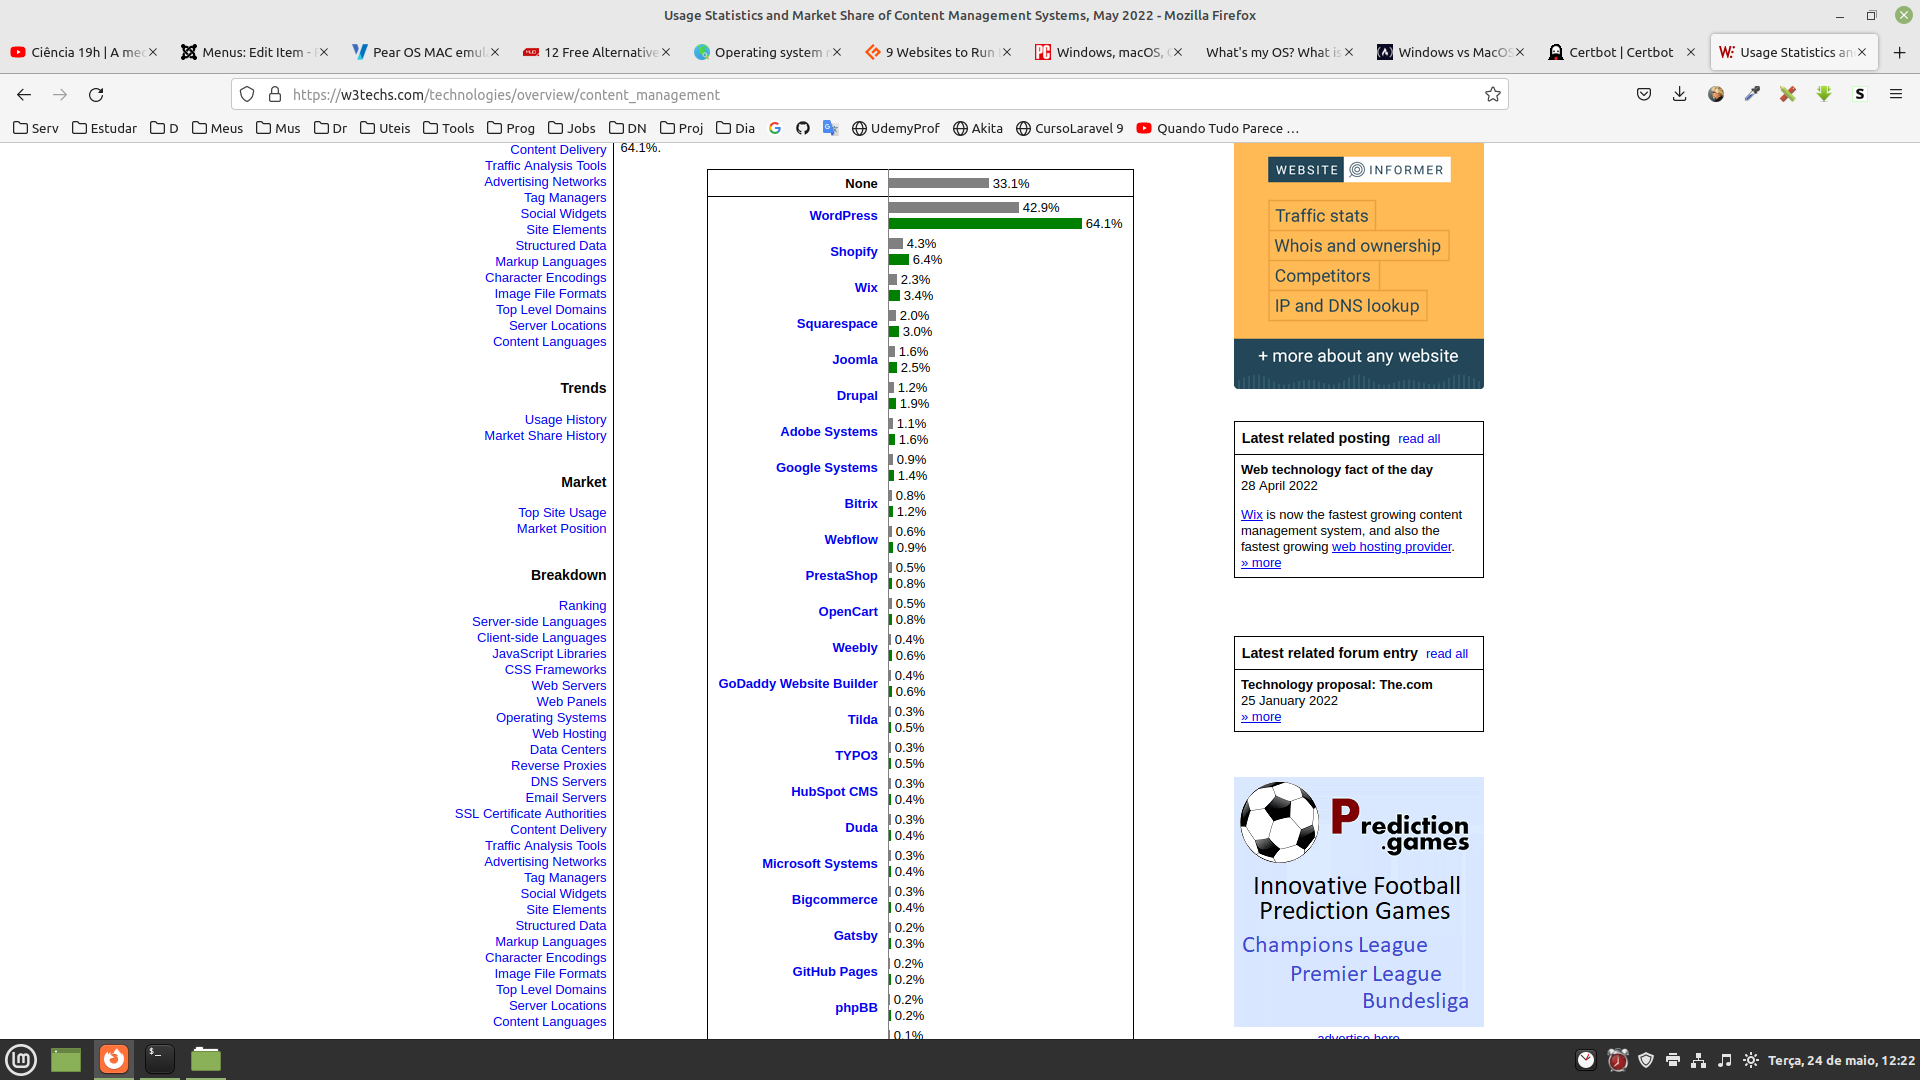 Usage Statistics and Market Share of Content Management Systems, May 2022 - Mozilla Firefox
Ciência 19h | A mec
Menus: Edit Item -
Pear OS MAC emula
12 Free Alternative
Operating system
9 Websites to Run
Windows, macOS,
What's my OS? What is
Windows vs MacOS
Certbot | Certbot
Usage Statistics an
https://w3techs.com/technologies/overview/content_management
Serv
Estudar
D
Meus
Mus
Dr
Uteis
Tools
Prog
Jobs
DN
Proj
Dia
UdemyProf
Akita
CursoLaravel 9
Quando Tudo Parece …
Content Delivery
Traffic Analysis Tools
Advertising Networks
Tag Managers
Social Widgets
Site Elements
Structured Data
Markup Languages
Character Encodings
Image File Formats
Top Level Domains
Server Locations
Content Languages
Trends
Usage History
Market Share History
Market
Top Site Usage
Market Position
Breakdown
Ranking
Server-side Languages
Client-side Languages
JavaScript Libraries
CSS Frameworks
Web Servers
Web Panels
Operating Systems
Web Hosting
Data Centers
Reverse Proxies
DNS Servers
Email Servers
SSL Certificate Authorities
Content Delivery
Traffic Analysis Tools
Advertising Networks
Tag Managers
Social Widgets
Site Elements
Structured Data
Markup Languages
Character Encodings
Image File Formats
Top Level Domains
Server Locations
Content Languages
64.1%.
None 33.1%
WordPress 42.9%
64.1%
Shopify 4.3%
6.4%
Wix 2.3%
3.4%
Squarespace 2.0%
3.0%
Joomla 1.6%
2.5%
Drupal 1.2%
1.9%
Adobe Systems 1.1%
1.6%
Google Systems 0.9%
1.4%
Bitrix 0.8%
1.2%
Webflow 0.6%
0.9%
PrestaShop 0.5%
0.8%
OpenCart 0.5%
0.8%
Weebly 0.4%
0.6%
GoDaddy Website Builder 0.4%
0.6%
Tilda 0.3%
0.5%
TYPO3 0.3%
0.5%
HubSpot CMS 0.3%
0.4%
Duda 0.3%
0.4%
Microsoft Systems 0.3%
0.4%
Bigcommerce 0.3%
0.4%
Gatsby 0.2%
0.3%
GitHub Pages 0.2%
0.2%
phpBB 0.2%
0.2%
0.1%
WEBSITE INFORMER
Traffic stats
Whois and ownership
Competitors
IP and DNS lookup
+ more about any website
Latest related posting read all
Web technology fact of the day
28 April 2022
Wix is now the fastest growing content
management system, and also the
fastest growing web hosting provider.
» more
Latest related forum entry read all
Technology proposal: The.com
25 January 2022
» more
Prediction
.games
Innovative Football
Prediction Games
Champions League
Premier League
Bundesliga
advertise here
Terça, 24 de maio, 12:22